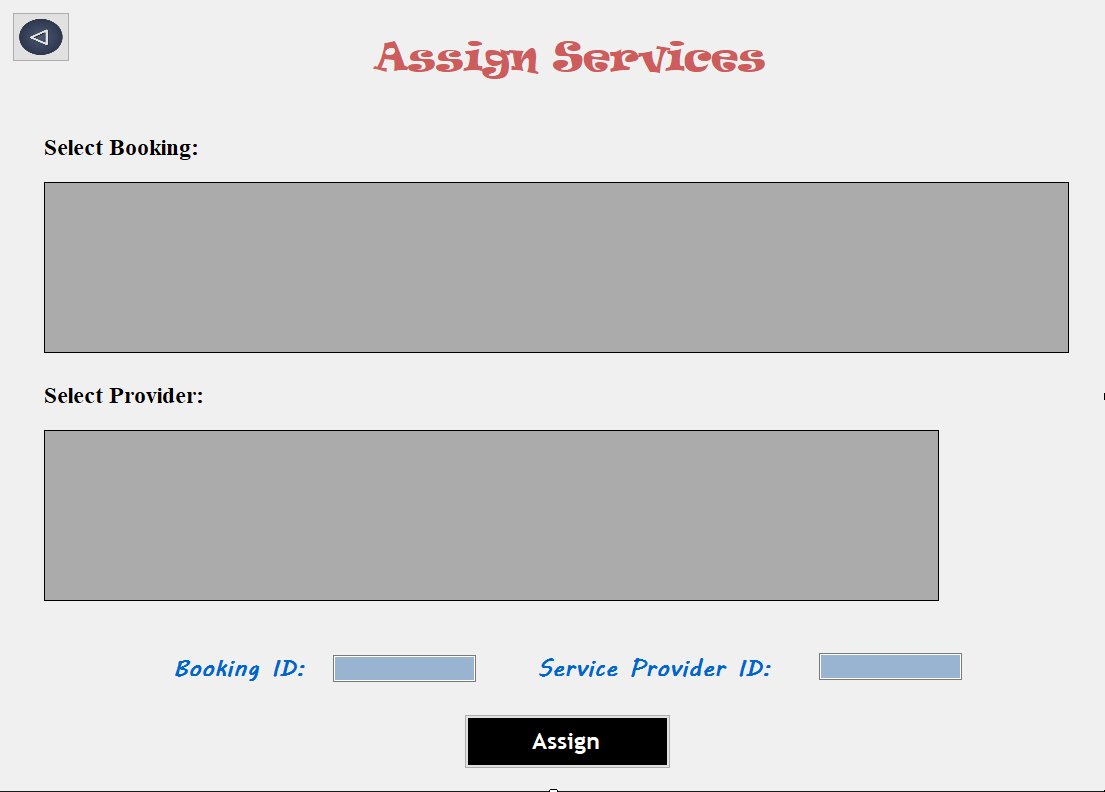 Assign Services
Select Booking:
Select Provider:
Booking ID: Service Provider ID:
Assign